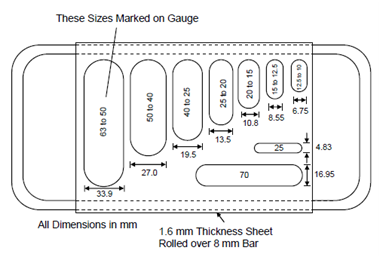 These Sizes Marked on Gauge
63 to 50
50 to 40
40 to 25
25 to 20
20 to 15
15 to 12.5
12.5 to 10
33.9
27.0
19.5
13.5
10.8
8.55
6.75
25
4.83
70
16.95
All Dimensions in mm
1.6 mm Thickness Sheet
Rolled over 8 mm Bar